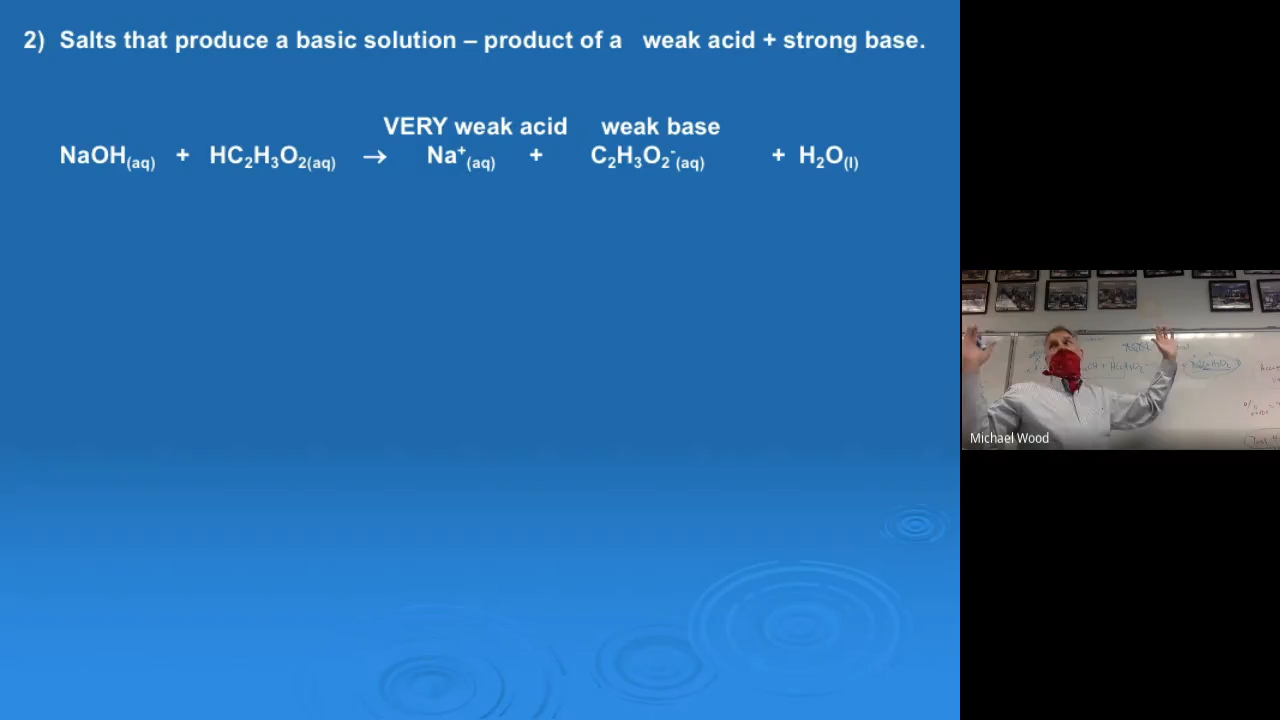 2) Salts that produce a basic solution – product of a weak acid + strong base.
VERY weak acid weak base
NaOH(aq) + HC₂H₃O₂(aq) → Na⁺(aq) + C₂H₃O₂⁻(aq) + H₂O(l)
Michael Wood